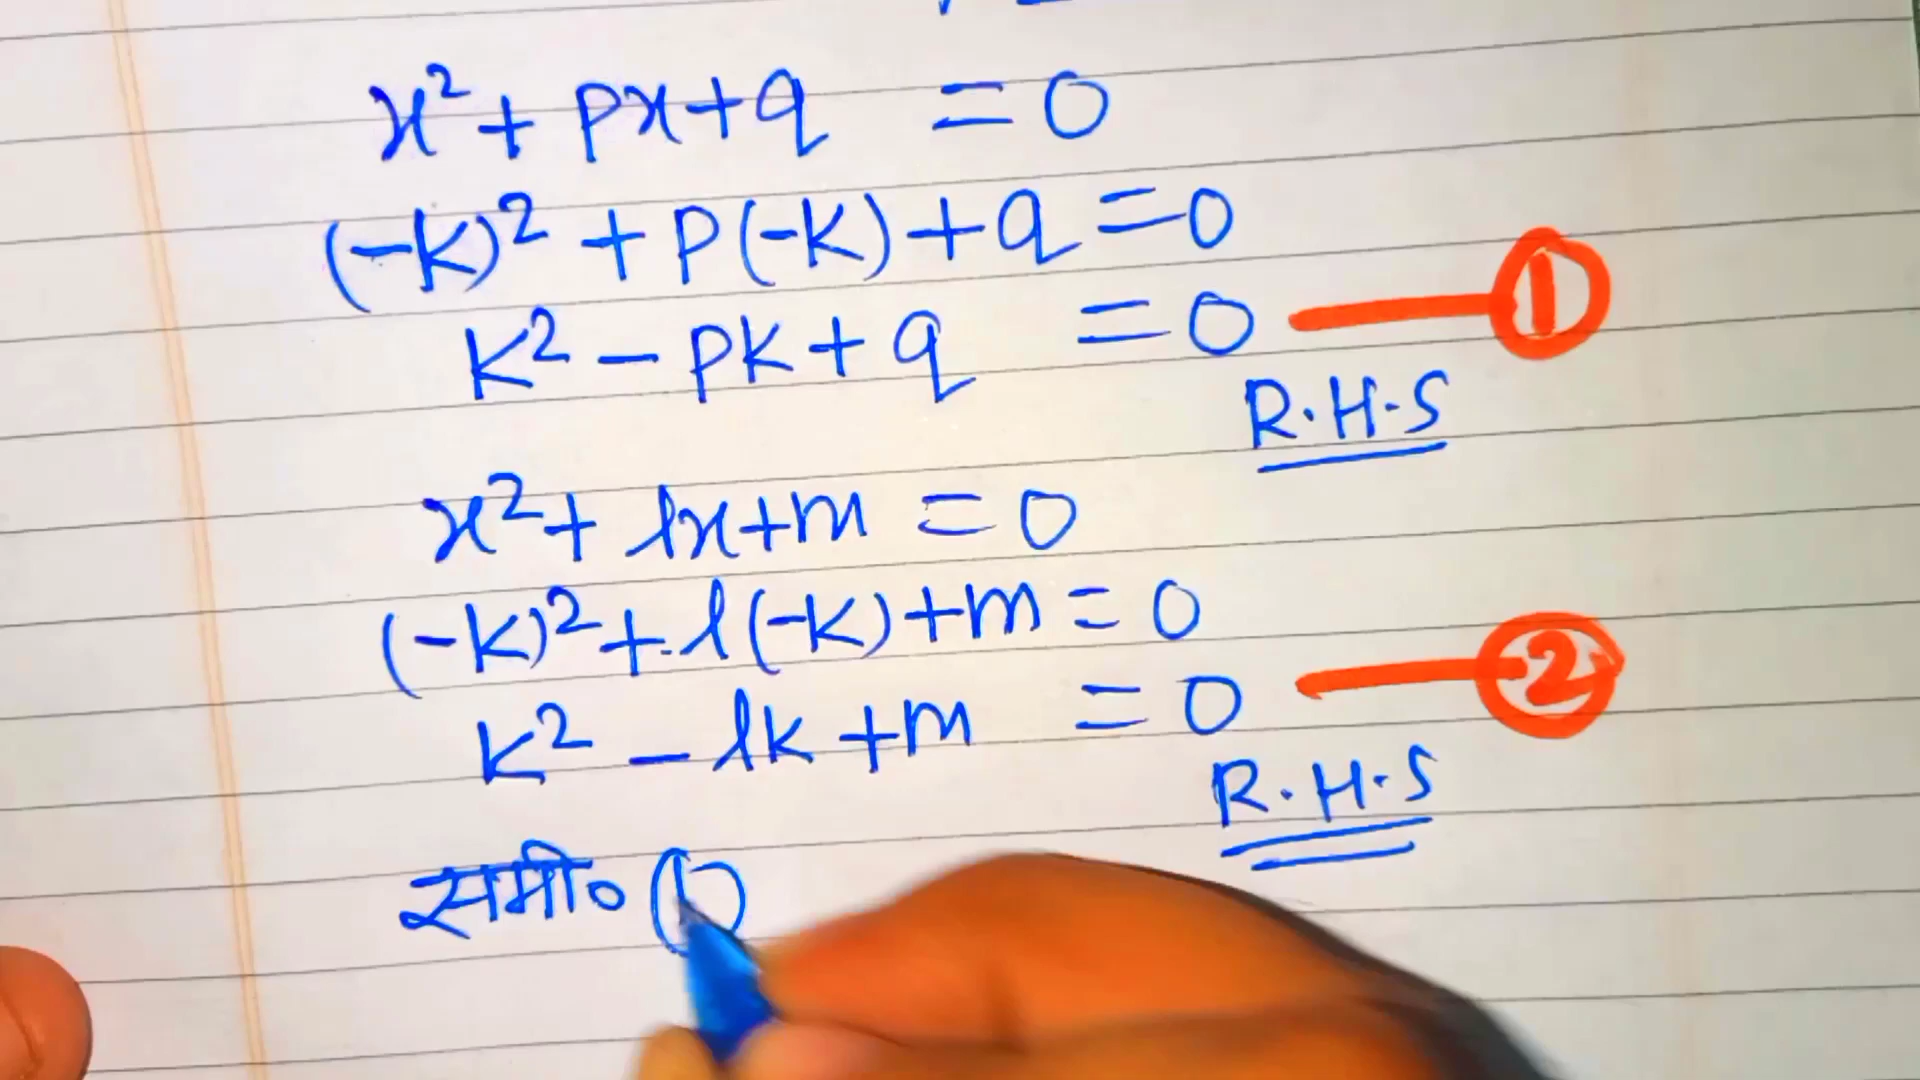 x² + px + q = 0
(-k)² + p(-k) + q = 0
k² - pk + q = 0 — ①
R.H.S
x² + lx + m = 0
(-k)² + l(-k) + m = 0
k² - lk + m = 0 — ②
R.H.S
समी० ①